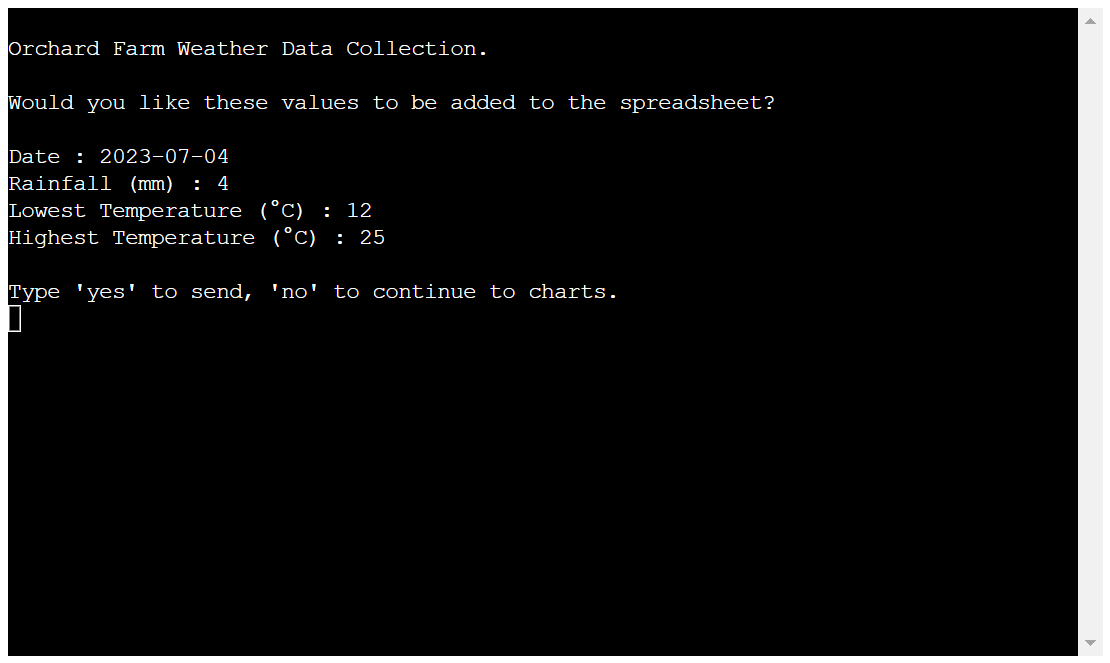 Orchard Farm Weather Data Collection.
Would you like these values to be added to the spreadsheet?
Date : 2023-07-04
Rainfall (mm) : 4
Lowest Temperature (°C) : 12
Highest Temperature (°C) : 25
Type 'yes' to send, 'no' to continue to charts.